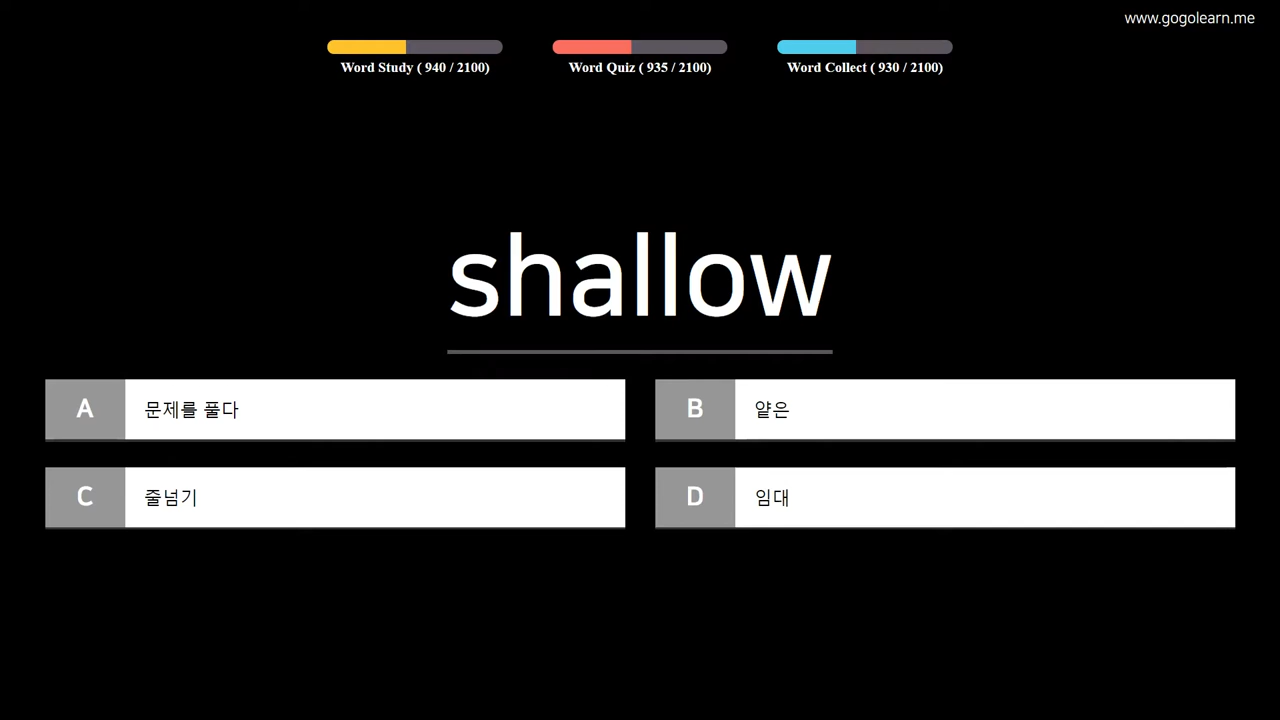 www.gogolearn.me
Word Study ( 940 / 2100)
Word Quiz ( 935 / 2100)
Word Collect ( 930 / 2100)
shallow
A 문제를 풀다
B 얕은
C 줄넘기
D 임대